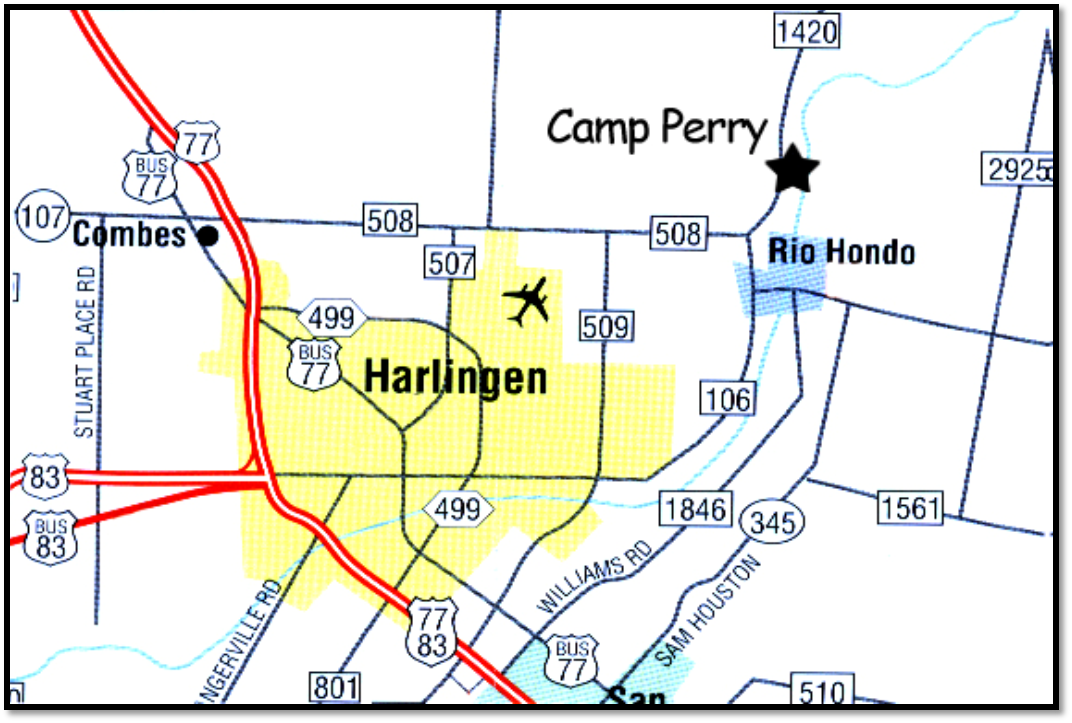 1420
Camp Perry
77
BUS
77
2925
107
508
508
Combes
507
Rio Hondo
STUART PLACE RD
499
509
BUS
77
Harlingen
106
83
499
1846
345
1561
BUS
83
WILLIAMS RD
SAM HOUSTON
NGERVILLE RD
77
83
BUS
77
801
San
510